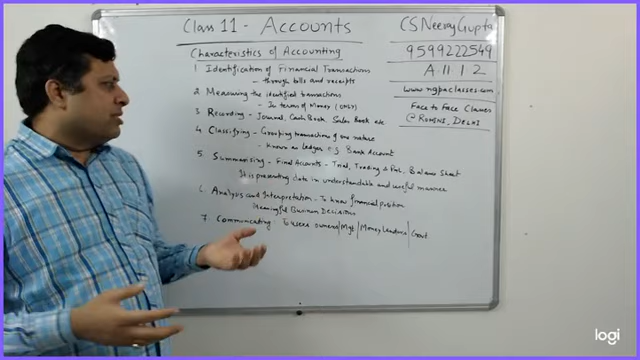 Class 11 - Accounts
CS Neeraj Gupta
9599222549
A 11 1 2
www.ngpaclasses.com
Face to Face Classes
@ Rohini, Delhi
Characteristics of Accounting
1 Identification of Financial Transactions
- through bills and receipts
2 Measuring the identified transactions
- In terms of Money (ONLY)
3 Recording - Journal, Cash Book, Sales Book etc
4 Classifying - Grouping transactions of one nature
- Known as Ledger e.g Bank Account
5 Summarising - Final Accounts - Trial, Trading & P&L, Balance Sheet
It is presenting data in understandable and useful manner
6 Analysis and Interpretation - To know financial position
Meaningful Business Decisions
7 Communicating - To users owners/Mgt/Money Lenders/Govt
logi